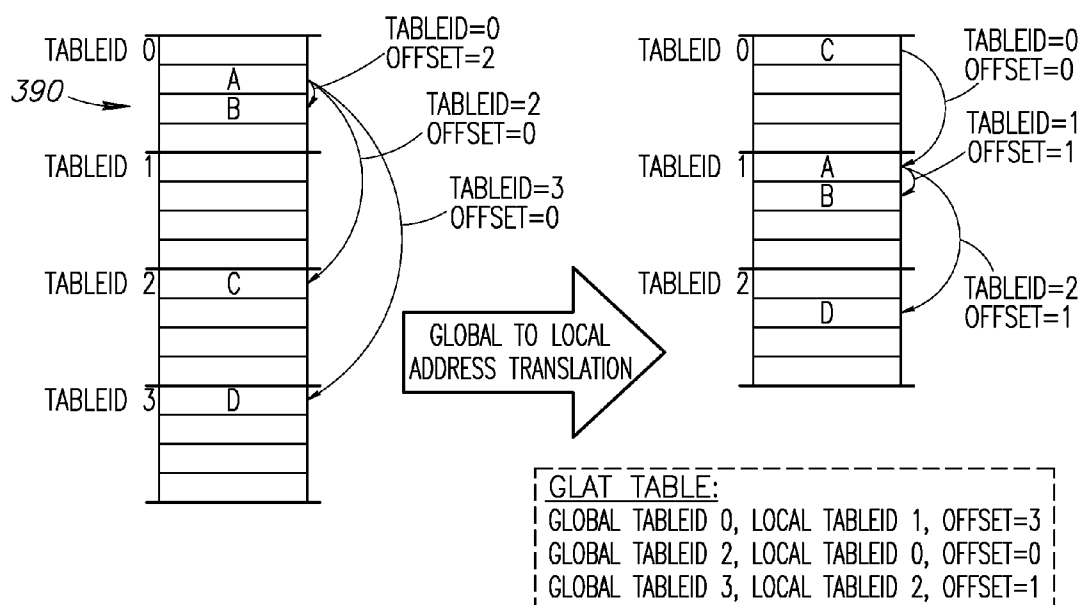 TABLEID 0
A
B
390
TABLEID 1
TABLEID 2
C
TABLEID 3
D
TABLEID=0
OFFSET=2
TABLEID=2
OFFSET=0
TABLEID=3
OFFSET=0
GLOBAL TO LOCAL
ADDRESS TRANSLATION
TABLEID 0
C
TABLEID 1
A
B
TABLEID 2
D
TABLEID=0
OFFSET=0
TABLEID=1
OFFSET=1
TABLEID=2
OFFSET=1
GLAT TABLE:
GLOBAL TABLEID 0, LOCAL TABLEID 1, OFFSET=3
GLOBAL TABLEID 2, LOCAL TABLEID 0, OFFSET=0
GLOBAL TABLEID 3, LOCAL TABLEID 2, OFFSET=1